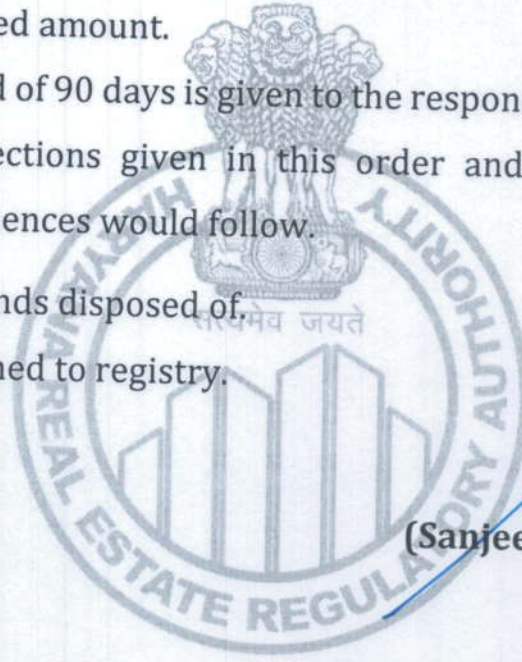 ed amount.
d of 90 days is given to the respon
ections given in this order and
ences would follow.
nds disposed of.
सत्यमेव जयते
ned to registry.
(Sanjee
HARYANA REAL ESTATE REGULATORY AUTHORITY